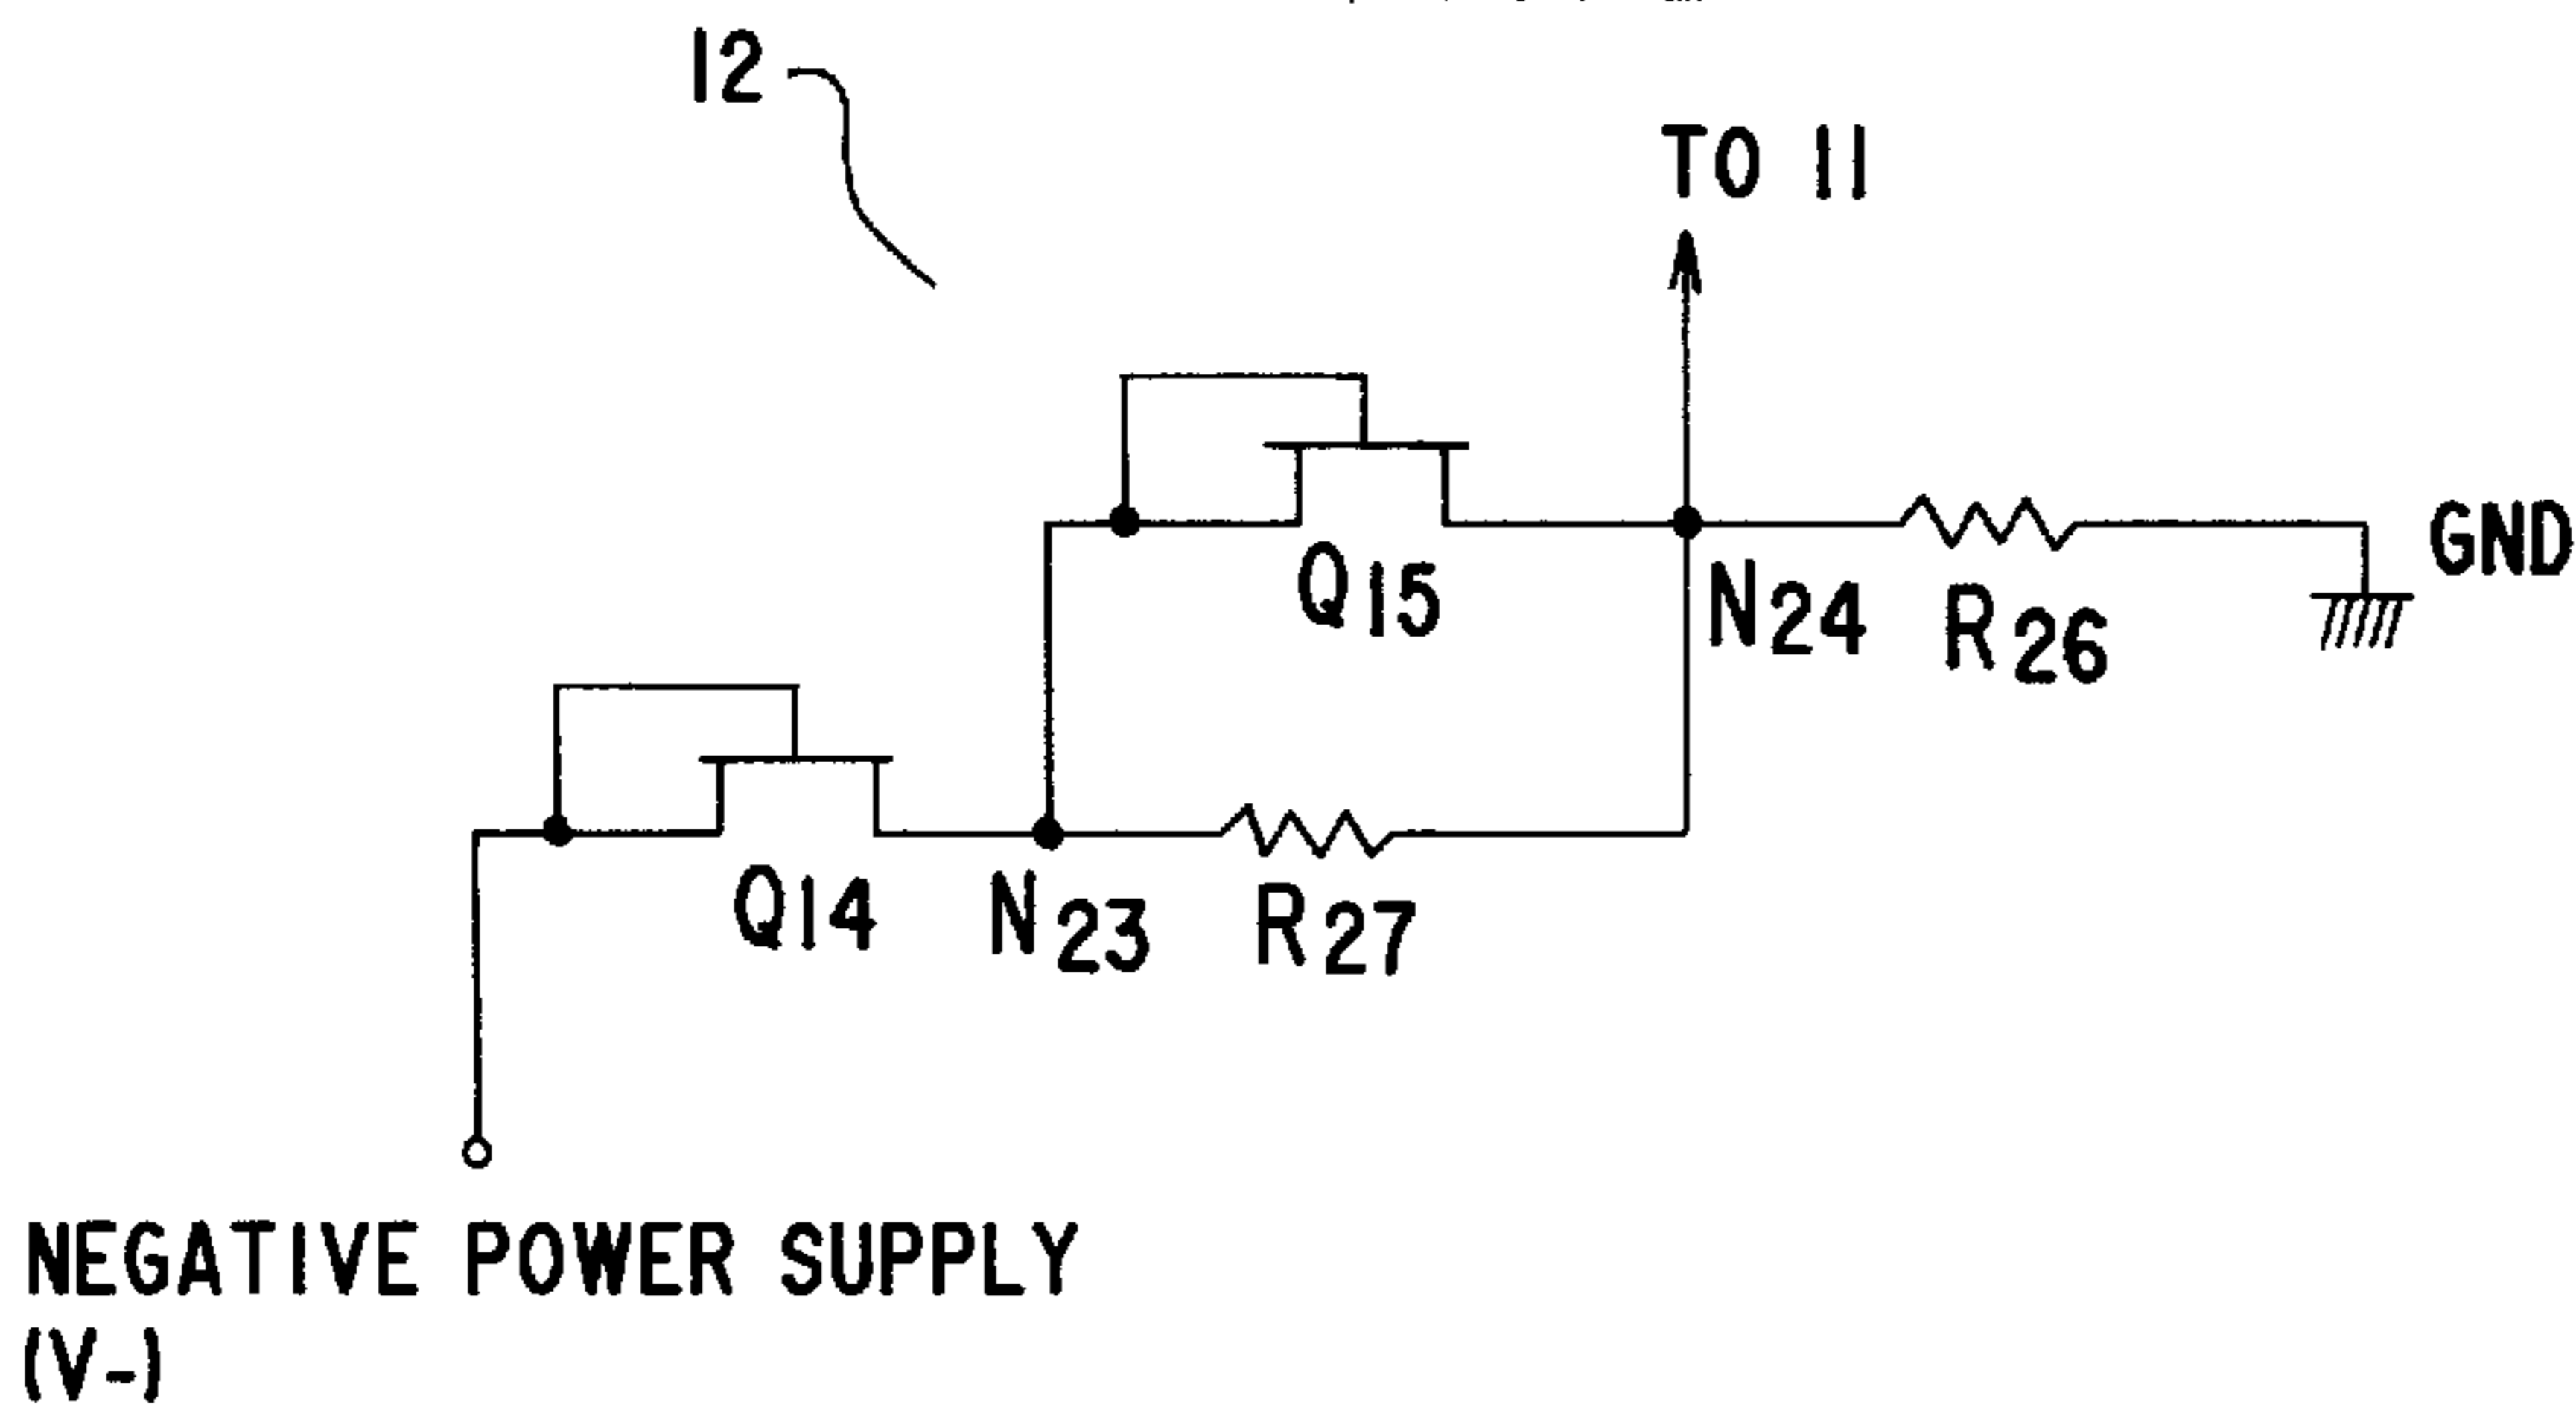 12
TO 11
GND
Q15
N24
R26
Q14
N23
R27
NEGATIVE POWER SUPPLY
(V-)